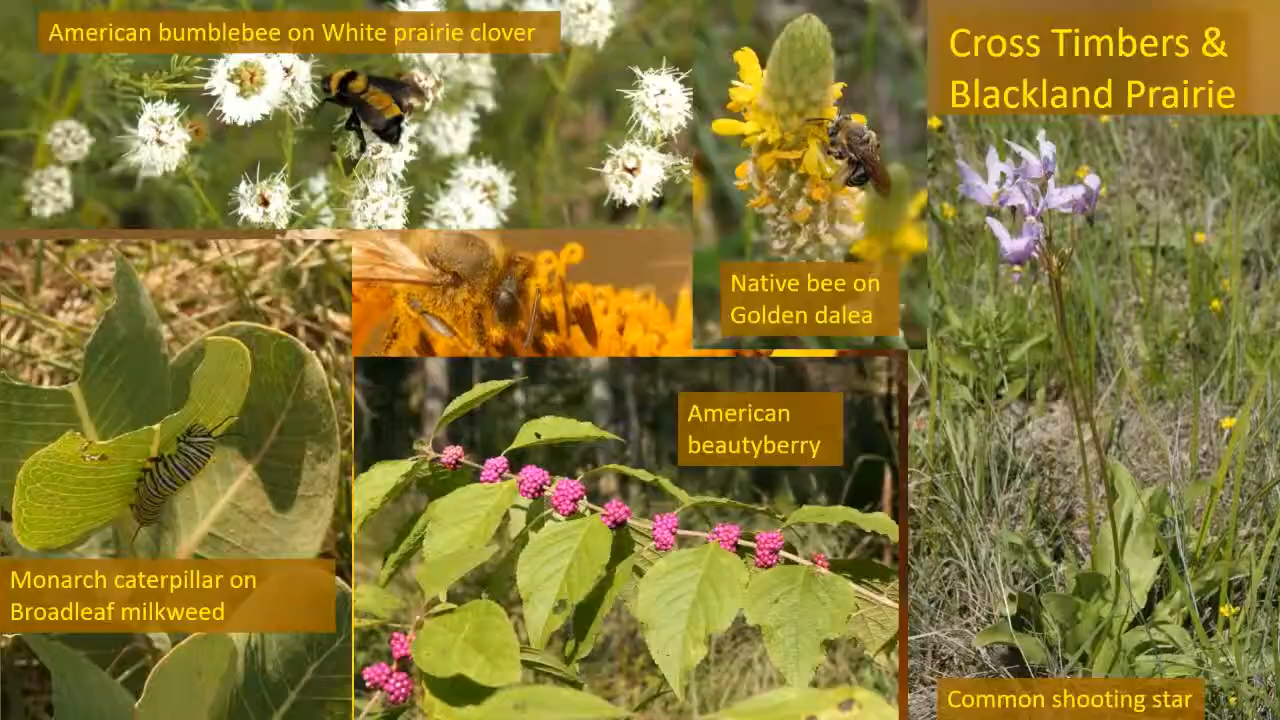 American bumblebee on White prairie clover
Cross Timbers &
Blackland Prairie
Native bee on
Golden dalea
American
beautyberry
Monarch caterpillar on
Broadleaf milkweed
Common shooting star